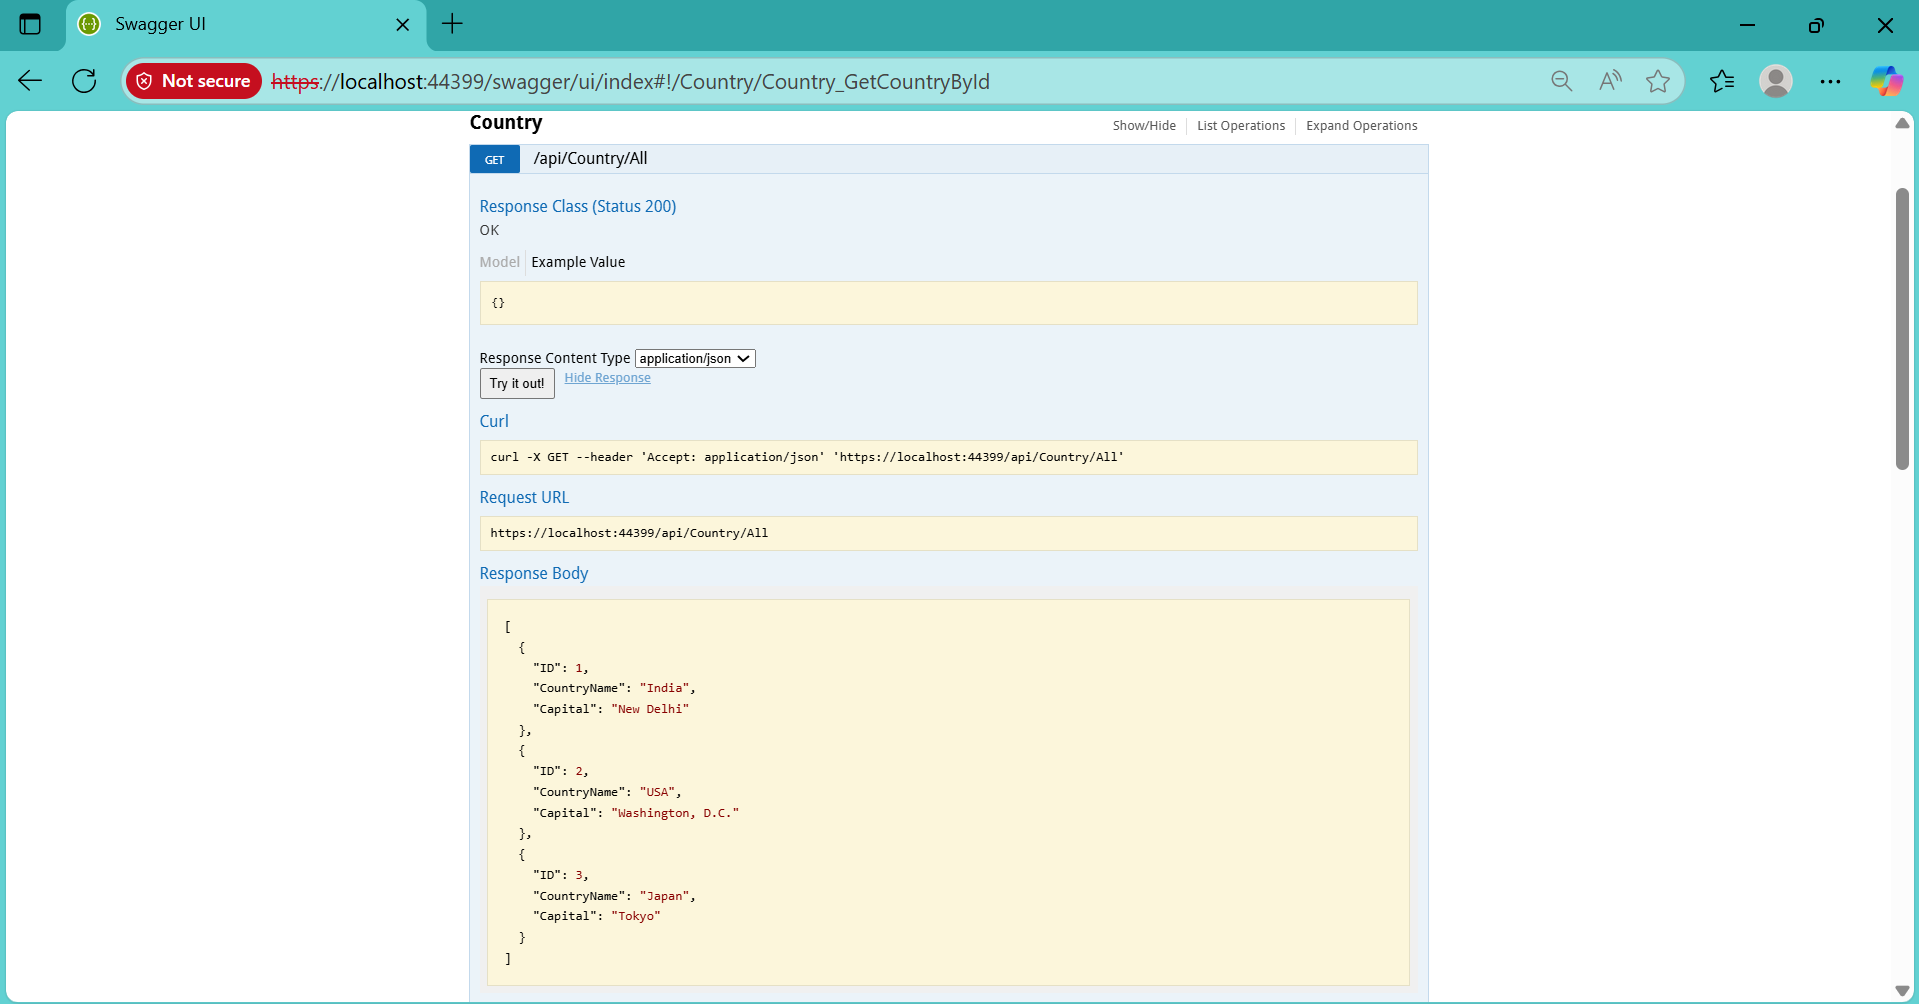 Swagger UI
Not secure https://localhost:44399/swagger/ui/index#!/Country/Country_GetCountryById
Country
Show/Hide List Operations Expand Operations
GET /api/Country/All
Response Class (Status 200)
OK
Model Example Value
{}
Response Content Type application/json
Try it out! Hide Response
Curl
curl -X GET --header 'Accept: application/json' 'https://localhost:44399/api/Country/All'
Request URL
https://localhost:44399/api/Country/All
Response Body
[
  {
    "ID": 1,
    "CountryName": "India",
    "Capital": "New Delhi"
  },
  {
    "ID": 2,
    "CountryName": "USA",
    "Capital": "Washington, D.C."
  },
  {
    "ID": 3,
    "CountryName": "Japan",
    "Capital": "Tokyo"
  }
]